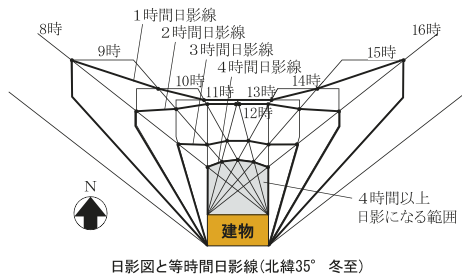 8時
1時間日影線
16時
9時
2時間日影線
15時
3時間日影線
10時
4時間日影線
14時
11時
13時
12時
N
4時間以上
日影になる範囲
建物
日影図と等時間日影線(北緯35° 冬至)